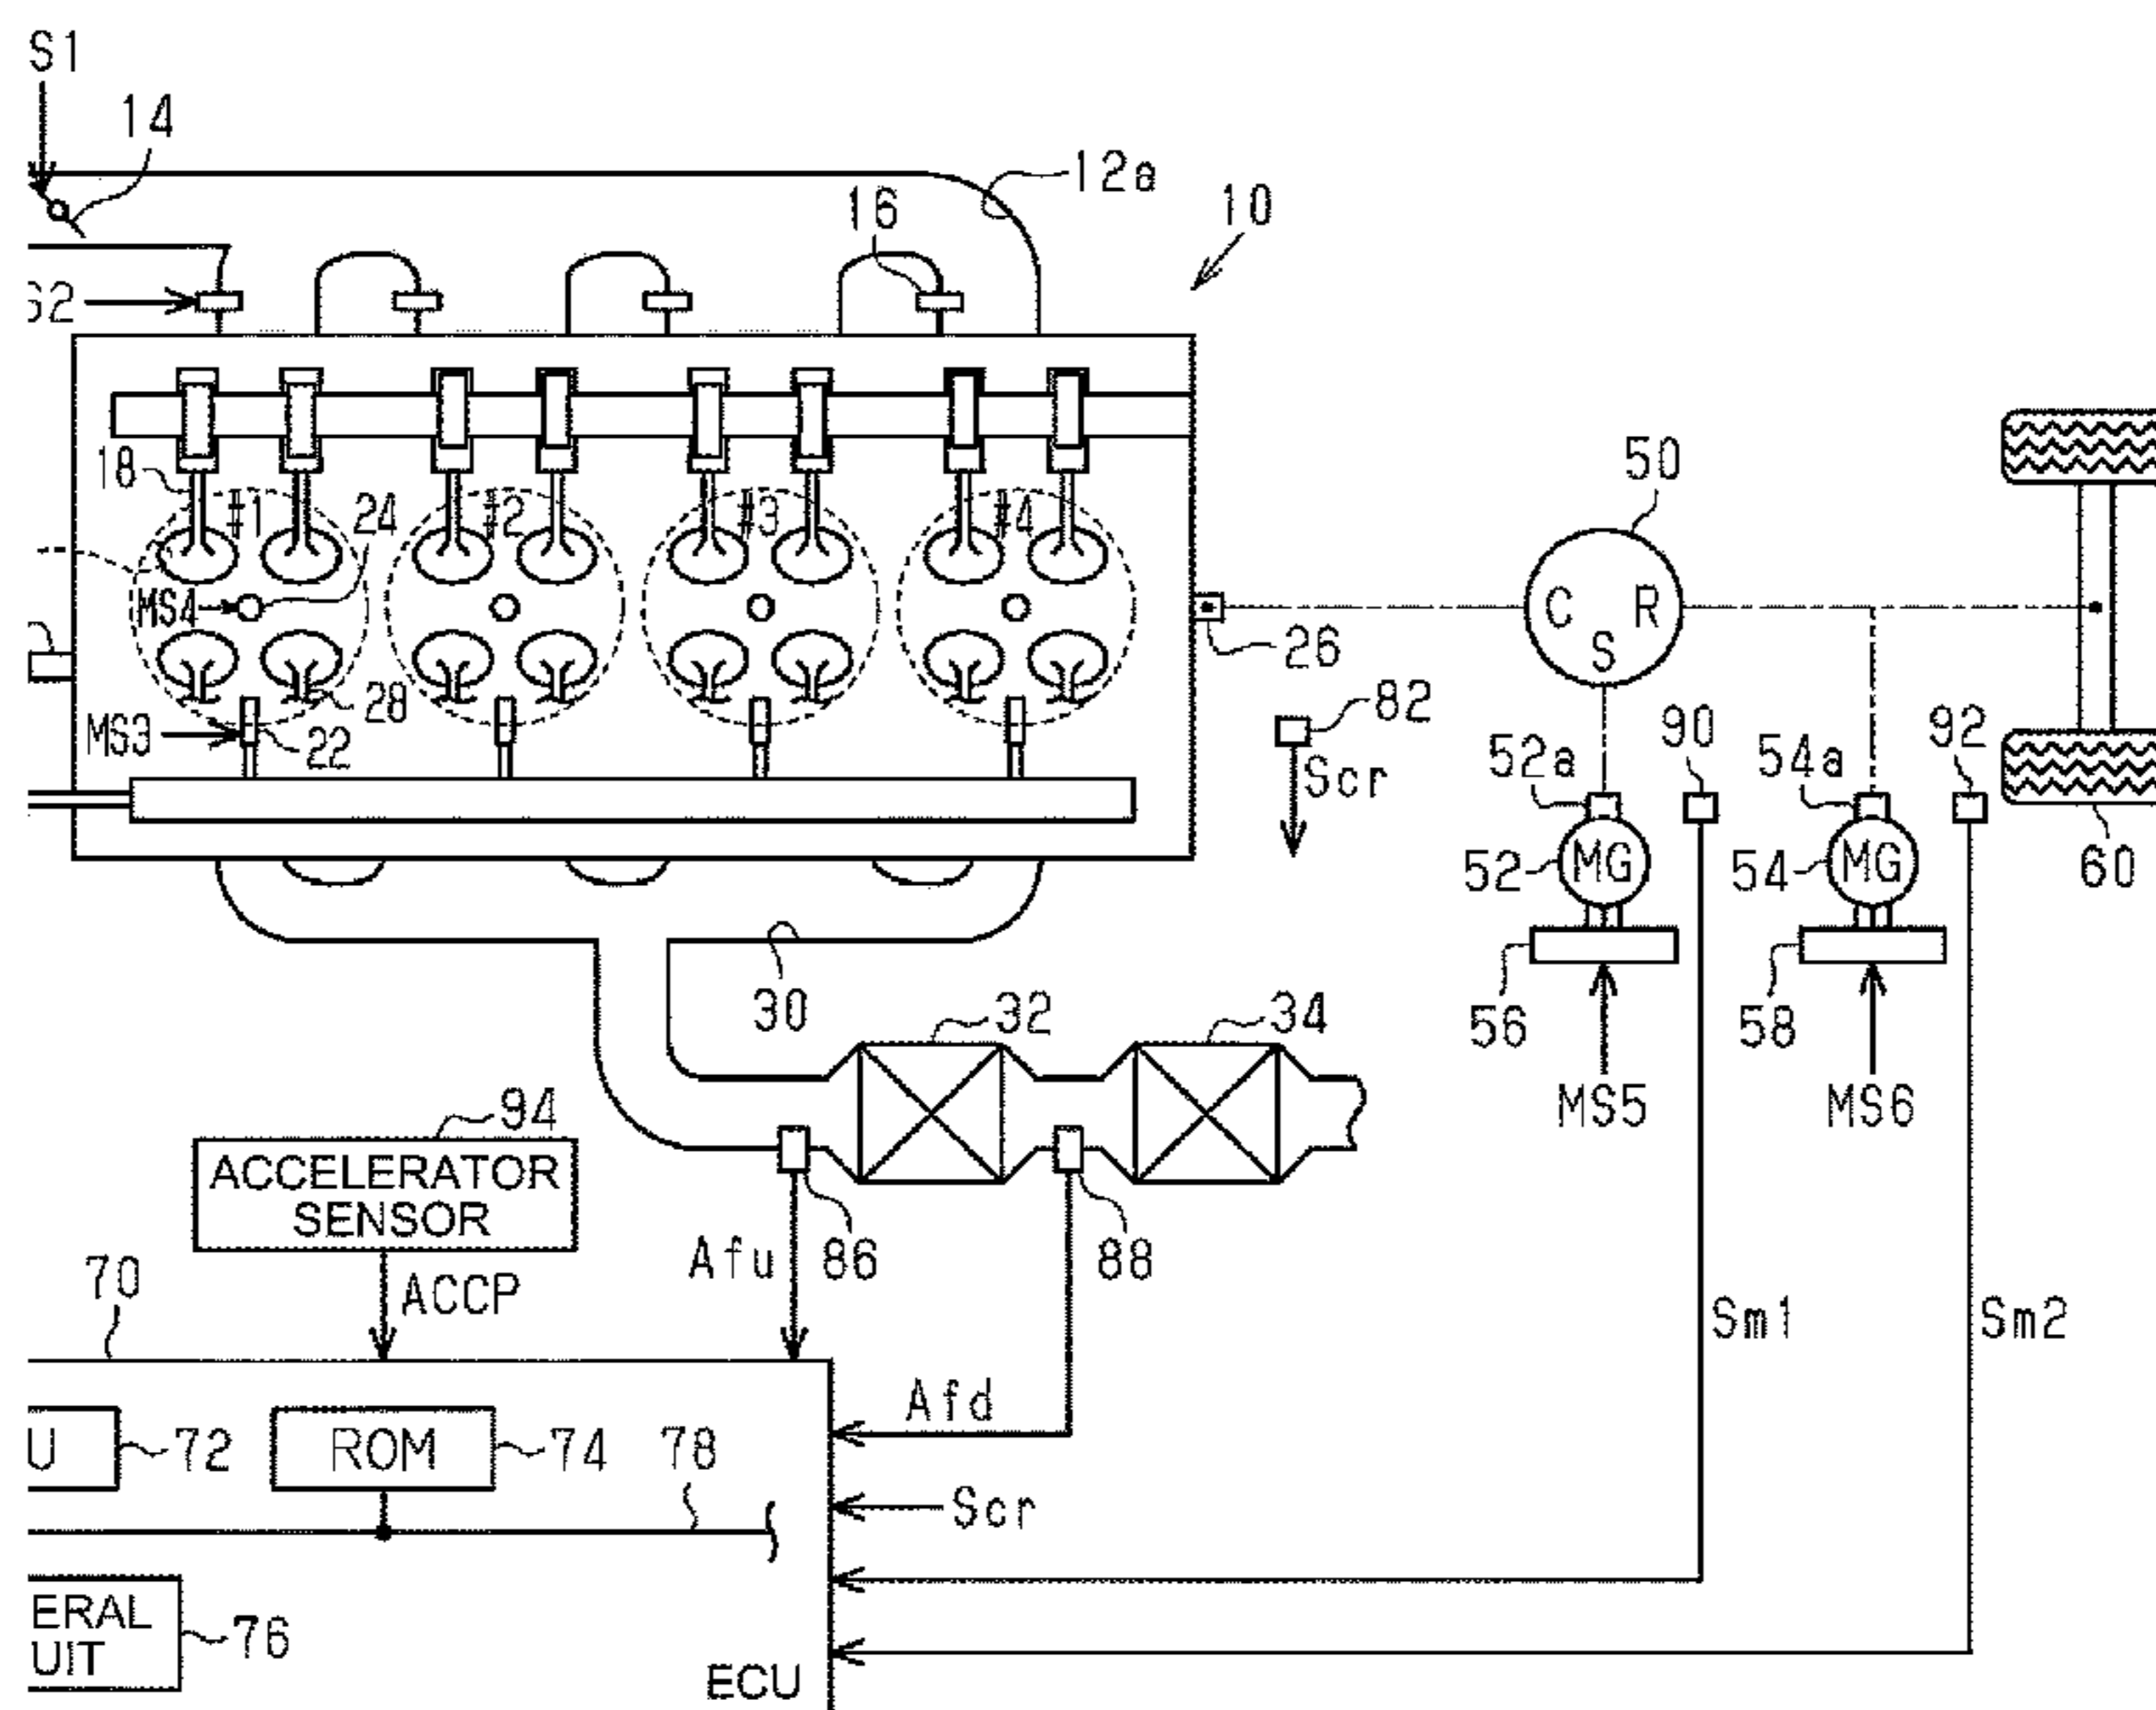 S1
14
12a
16
10
S2
18
#1
24
#2
#3
#4
50
C R
S
MS4
26
28
82
MS3
22
Scr
52a
90
54a
92
52
MG
54
MG
60
56
58
30
32
34
MS5
MS6
94
ACCELERATOR
SENSOR
86
88
Afu
70
ACCP
Sm1
Sm2
Afd
U
72
ROM
74
78
Scr
ERAL
UIT
76
ECU